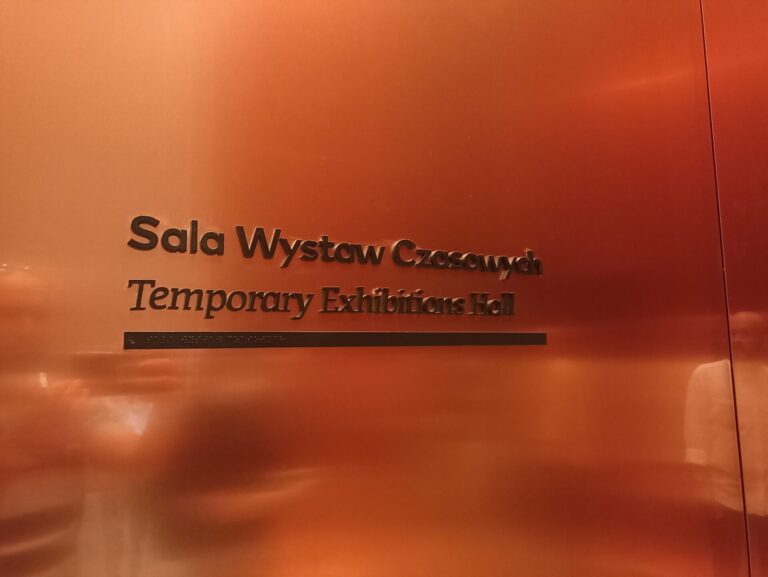 Sala Wystaw Czasowych
Temporary Exhibitions Hall